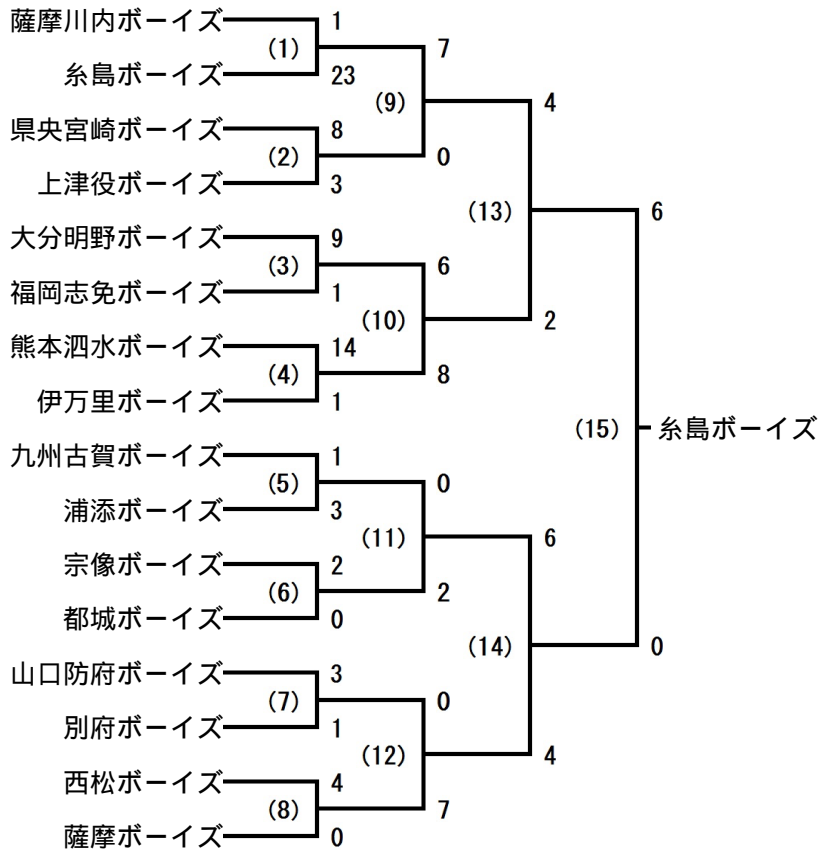 薩摩川内ボーイズ 1
(1) 7
糸島ボーイズ 23
(9) 4
県央宮崎ボーイズ 8
(2) 0
上津役ボーイズ 3
(13) 6
大分明野ボーイズ 9
(3) 6
福岡志免ボーイズ 1
(10) 2
熊本泗水ボーイズ 14
(4) 8
伊万里ボーイズ 1
(15) 糸島ボーイズ
九州古賀ボーイズ 1
(5) 0
浦添ボーイズ 3
(11) 6
宗像ボーイズ 2
(6) 2
都城ボーイズ 0
(14) 0
山口防府ボーイズ 3
(7) 0
別府ボーイズ 1
(12) 4
西松ボーイズ 4
(8) 7
薩摩ボーイズ 0